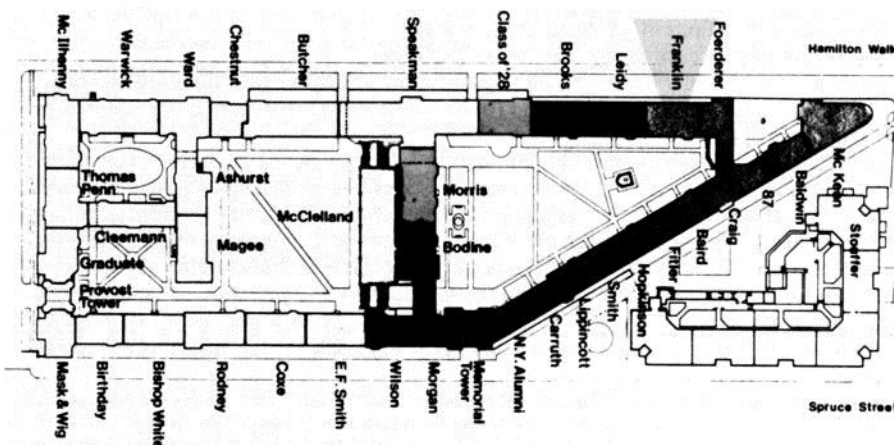 Mc Ilhenny
Warwick
Ward
Chestnut
Butcher
Speakman
Class of '28
Brooks
Leidy
Franklin
Foerderer
Hamilton Walk
Thomas
Penn
Ashurst
McClelland
Morris
Mc Kean
Baldwin
87
Craig
Stouffer
Cleemann
Magee
Bodine
Baird
Fitler
Hopkinson
Graduate
Provost
Tower
Smith
Lippincott
Carruth
N.Y. Alumni
Memorial
Tower
Morgan
Wilson
E.F. Smith
Coxe
Rodney
Bishop White
Birthday
Mask & Wig
Spruce Street